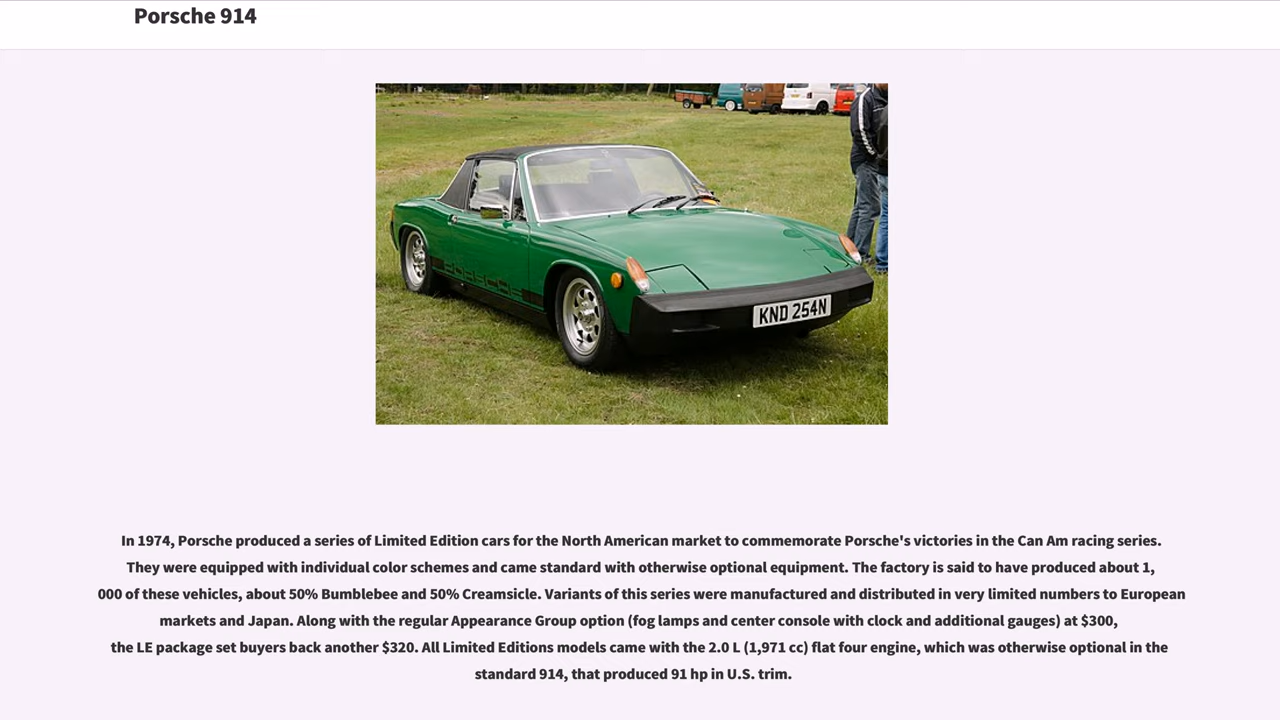 Porsche 914
PORSCHE
KND 254N
In 1974, Porsche produced a series of Limited Edition cars for the North American market to commemorate Porsche's victories in the Can Am racing series.
They were equipped with individual color schemes and came standard with otherwise optional equipment. The factory is said to have produced about 1,
000 of these vehicles, about 50% Bumblebee and 50% Creamsicle. Variants of this series were manufactured and distributed in very limited numbers to European
markets and Japan. Along with the regular Appearance Group option (fog lamps and center console with clock and additional gauges) at $300,
the LE package set buyers back another $320. All Limited Editions models came with the 2.0 L (1,971 cc) flat four engine, which was otherwise optional in the
standard 914, that produced 91 hp in U.S. trim.